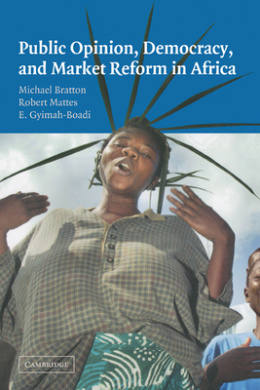 Public Opinion, Democracy,
and Market Reform in Africa
Michael Bratton
Robert Mattes
E. Gyimah-Boadi
CAMBRIDGE